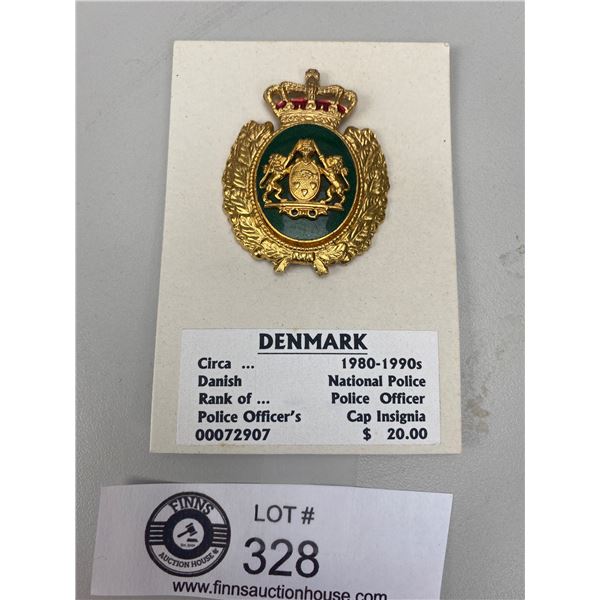 DENMARK
Circa ... 1980-1990s
Danish National Police
Rank of ... Police Officer
Police Officer's Cap Insignia
00072907 $ 20.00
FINNS
AUCTION HOUSE
LOT #
328
www.finnsauctionhouse.com